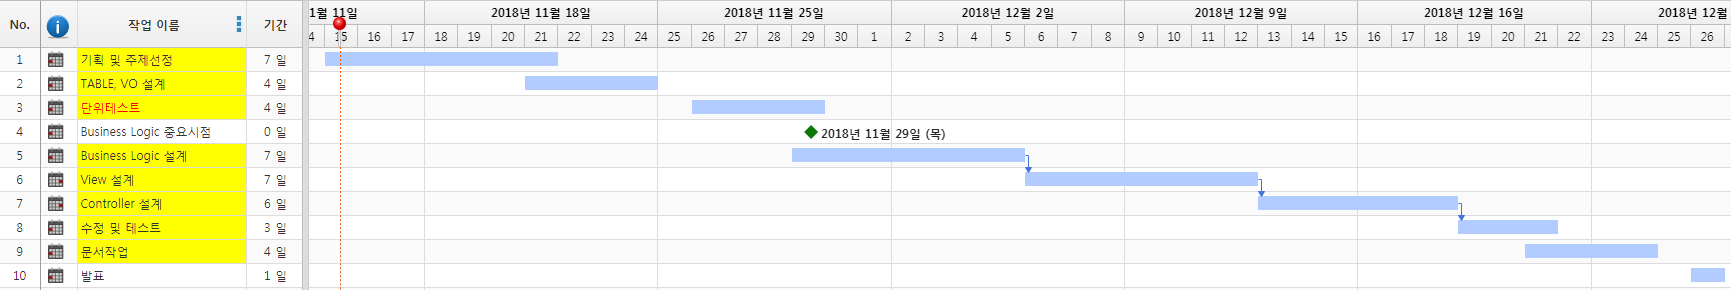 No. 작업 이름 기간
1월 11일 2018년 11월 18일 2018년 11월 25일 2018년 12월 2일 2018년 12월 9일 2018년 12월 16일 2018년 12월
4 15 16 17 18 19 20 21 22 23 24 25 26 27 28 29 30 1 2 3 4 5 6 7 8 9 10 11 12 13 14 15 16 17 18 19 20 21 22 23 24 25 26
1 기획 및 주제선정 7 일
2 TABLE, VO 설계 4 일
3 단위테스트 4 일
4 Business Logic 중요시점 0 일 2018년 11월 29일 (목)
5 Business Logic 설계 7 일
6 View 설계 7 일
7 Controller 설계 6 일
8 수정 및 테스트 3 일
9 문서작업 4 일
10 발표 1 일